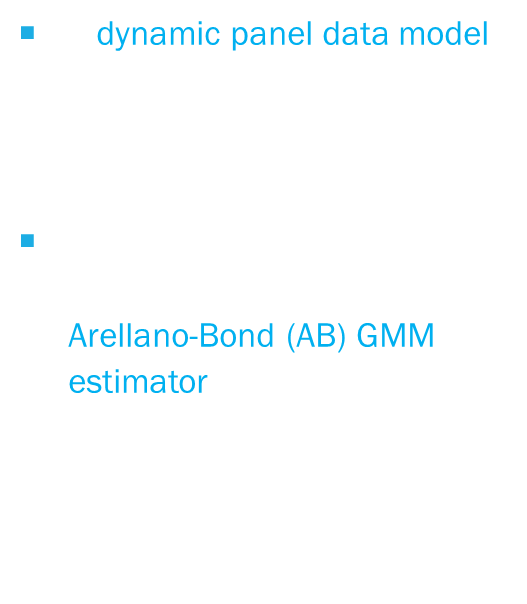 dynamic panel data model
Arellano-Bond (AB) GMM
estimator